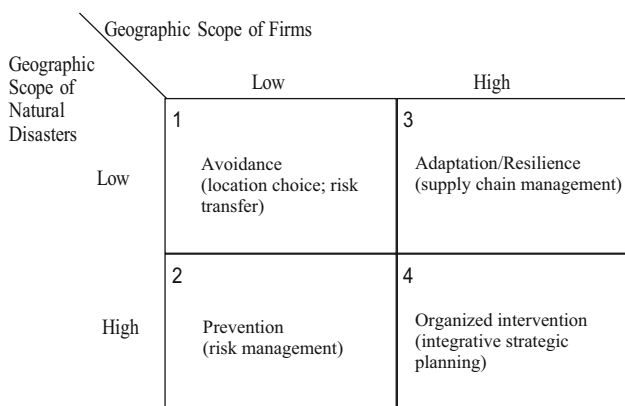 Geographic Scope of Firms
Geographic
Scope of
Natural
Disasters
Low
High
Low
1
Avoidance
(location choice; risk
transfer)
3
Adaptation/Resilience
(supply chain management)
High
2
Prevention
(risk management)
4
Organized intervention
(integrative strategic
planning)